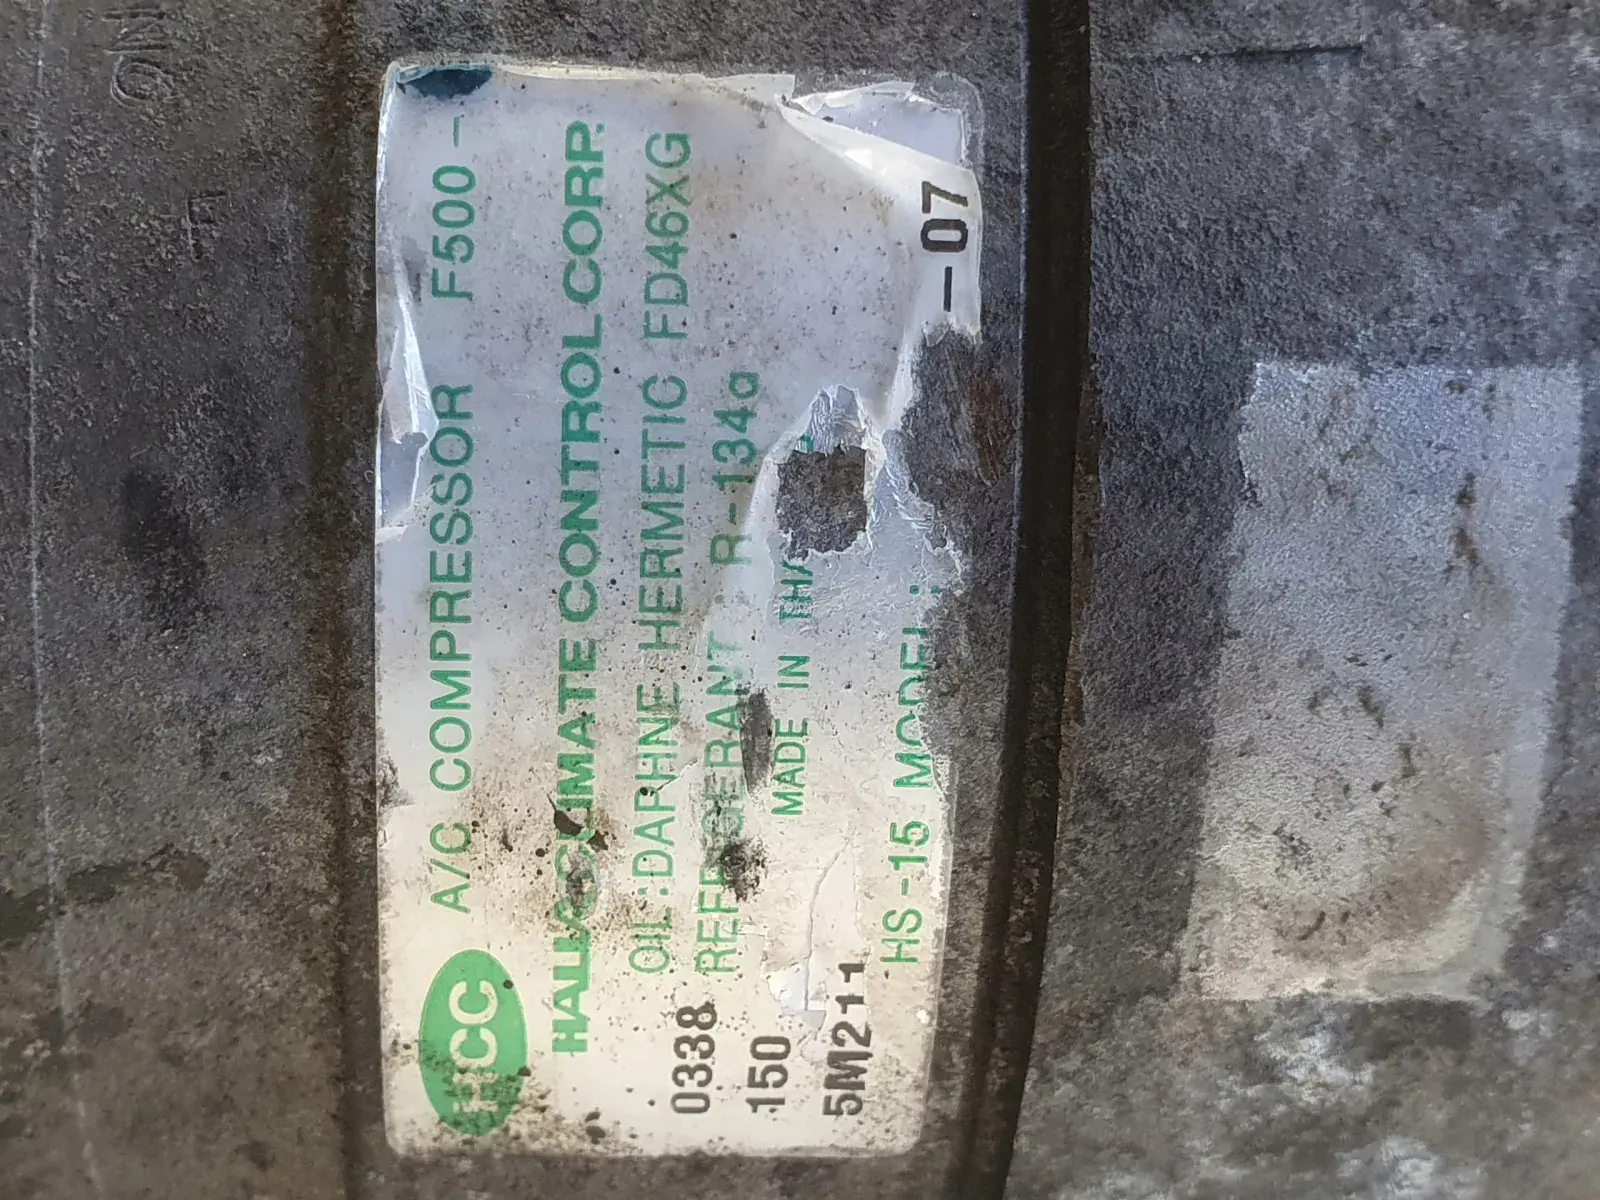 HCC A/C COMPRESSOR F500-
HALLA CLIMATE CONTROL CORP.
OIL :DAPHNE HERMETIC FD46XG
REFRIGERANT : R-134a
MADE IN
HS-15 MODEL:
-07
0338
150
5M211